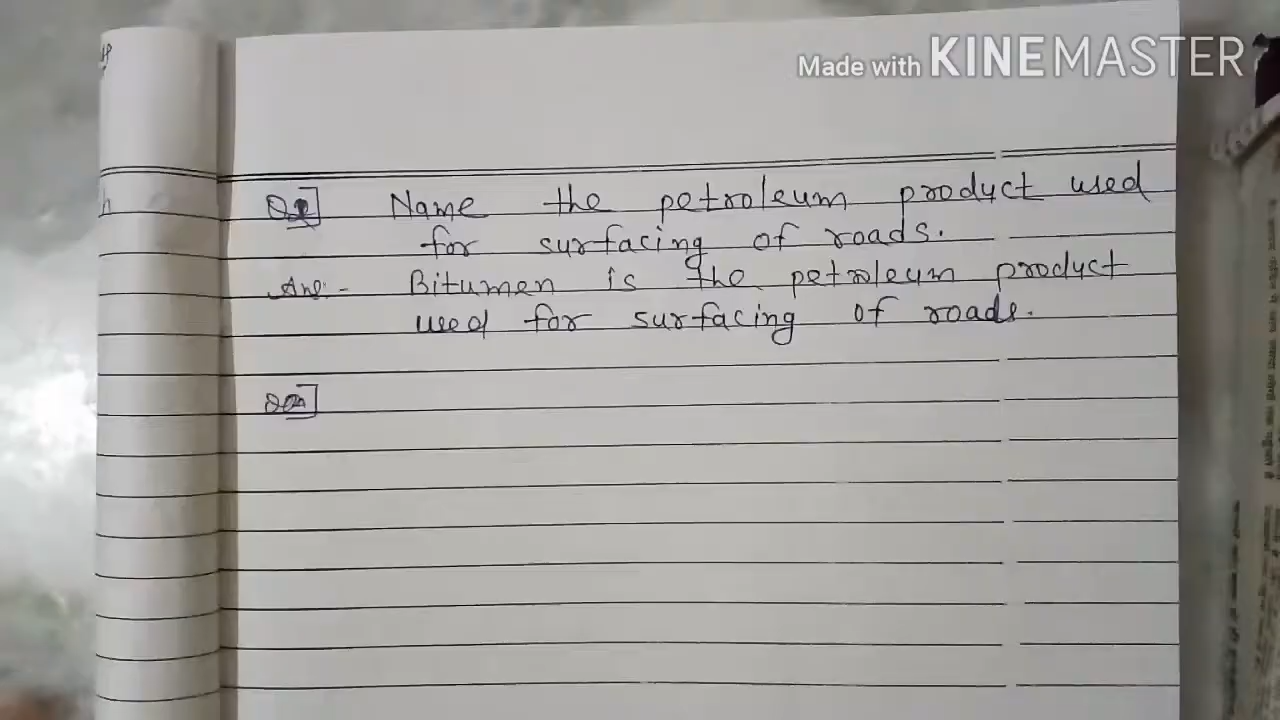 Made with KINEMASTER
Q1] Name the petroleum product used
for surfacing of roads.
Ans:- Bitumen is the petroleum product
used for surfacing of roads.